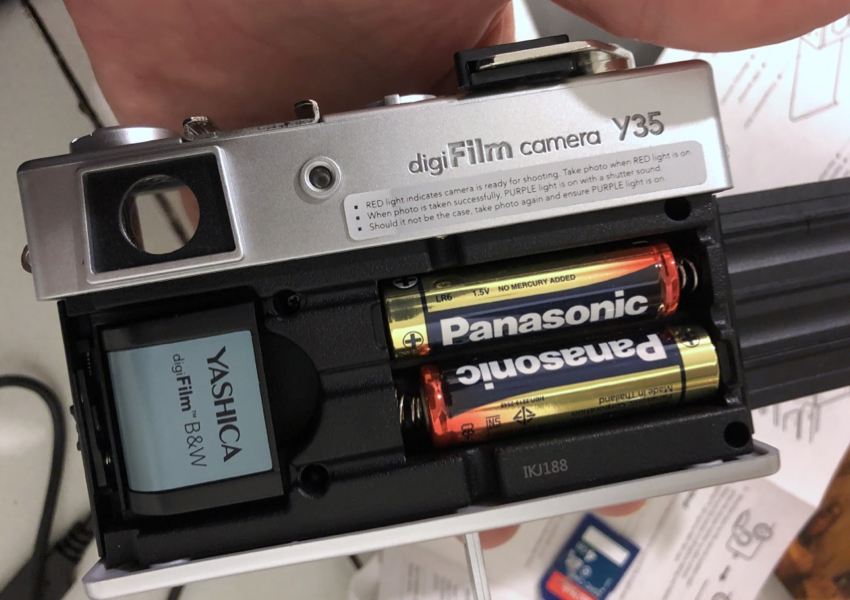 digiFilm camera Y35
• RED light indicates camera is ready for shooting. Take photo when RED light is on.
• When photo is taken successfully, PURPLE light is on with a shutter sound.
• Should it not be the case, take photo again and ensure PURPLE light is on.
LR6 1.5V NO MERCURY ADDED
Panasonic
Panasonic
Made in Thailand
YASHICA
digiFilm™ B&W
IKJ188